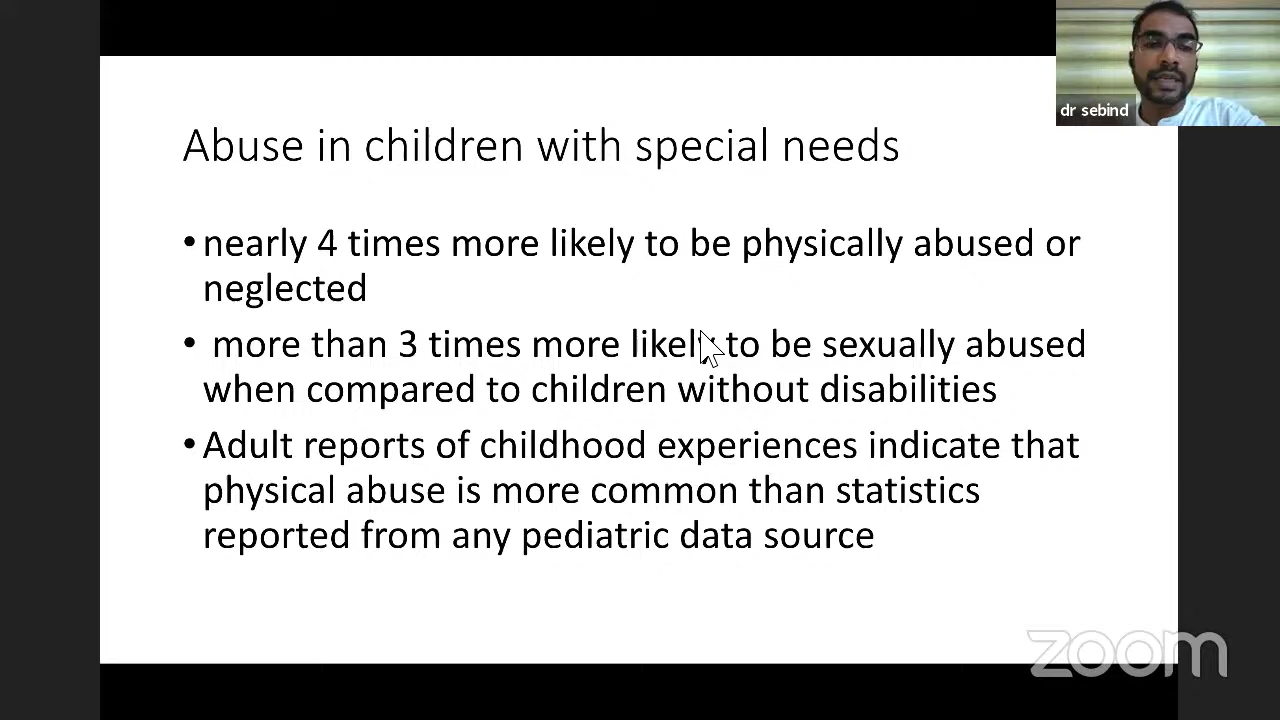 dr sebind
Abuse in children with special needs
•nearly 4 times more likely to be physically abused or
neglected
• more than 3 times more likely to be sexually abused
when compared to children without disabilities
•Adult reports of childhood experiences indicate that
physical abuse is more common than statistics
reported from any pediatric data source
zoom